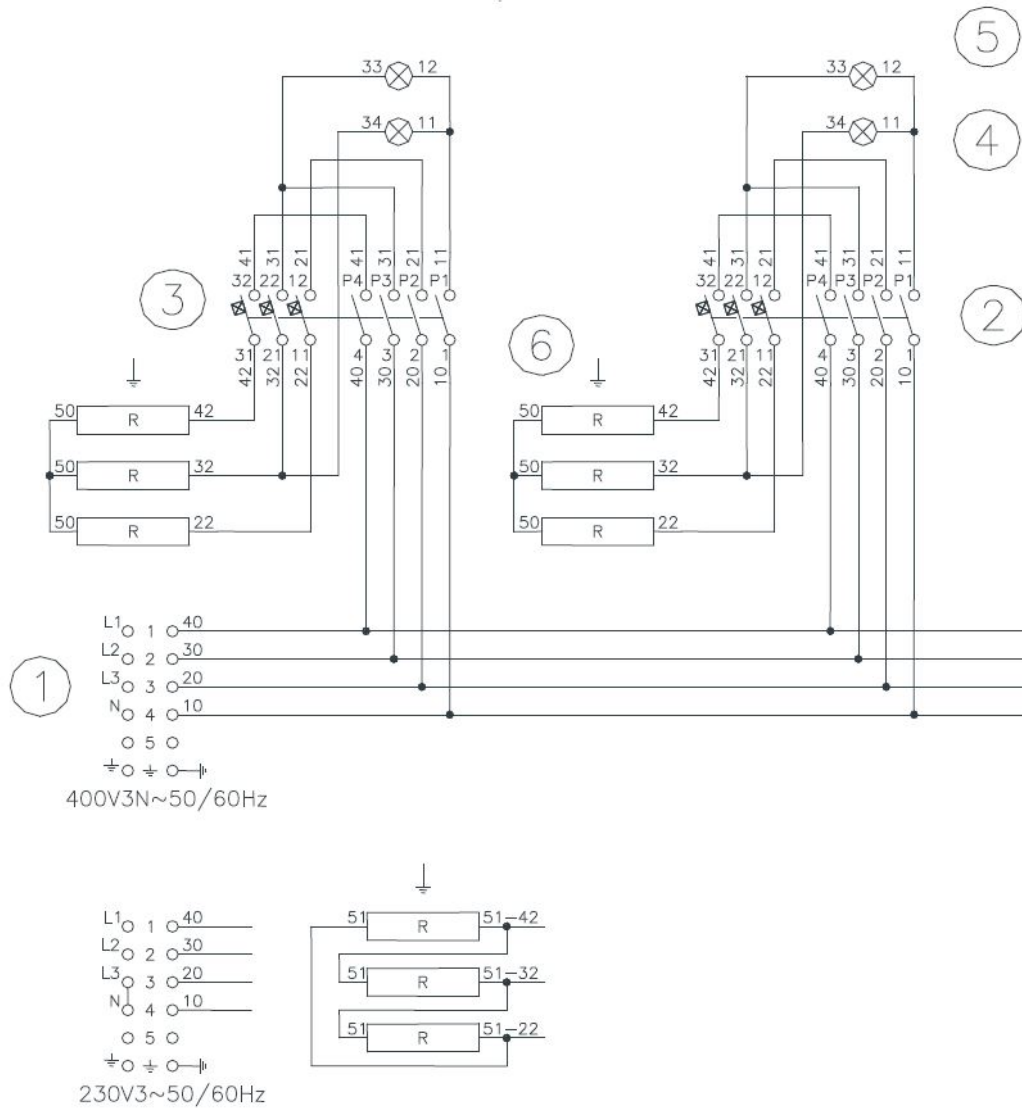 5
33 12 33 12
34 11 34 11
4
41 31 21 41 31 21 11 41 31 21 41 31 21 11
32 22 12 P4 P3 P2 P1 32 22 12 P4 P3 P2 P1
3 2
6
31 21 11 4 3 2 1 31 21 11 4 3 2 1
42 32 22 40 30 20 10 42 32 22 40 30 20 10
50 R 42 50 R 42
50 R 32 50 R 32
50 R 22 50 R 22
L1 1 40
L2 2 30
1
L3 3 20
N 4 10
5
400V3N~50/60Hz
L1 1 40 51 R 51-42
L2 2 30
L3 3 20 51 R 51-32
N 4 10
5 51 R 51-22
230V3~50/60Hz